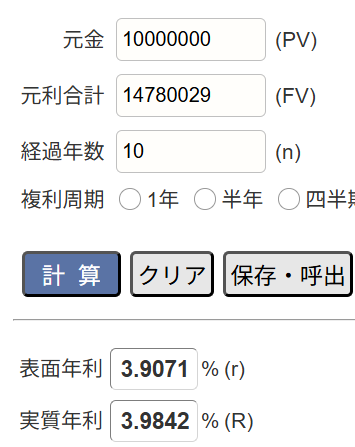 元金 10000000 (PV)
元利合計 14780029 (FV)
経過年数 10 (n)
複利周期 1年 半年 四半
計算 クリア 保存・呼出
表面年利 3.9071 % (r)
実質年利 3.9842 % (R)